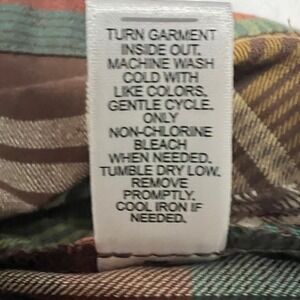 TURN GARMENT
INSIDE OUT.
MACHINE WASH
COLD WITH
LIKE COLORS.
GENTLE CYCLE.
ONLY
NON-CHLORINE
BLEACH
WHEN NEEDED.
TUMBLE DRY LOW.
REMOVE
PROMPTLY.
COOL IRON IF
NEEDED.